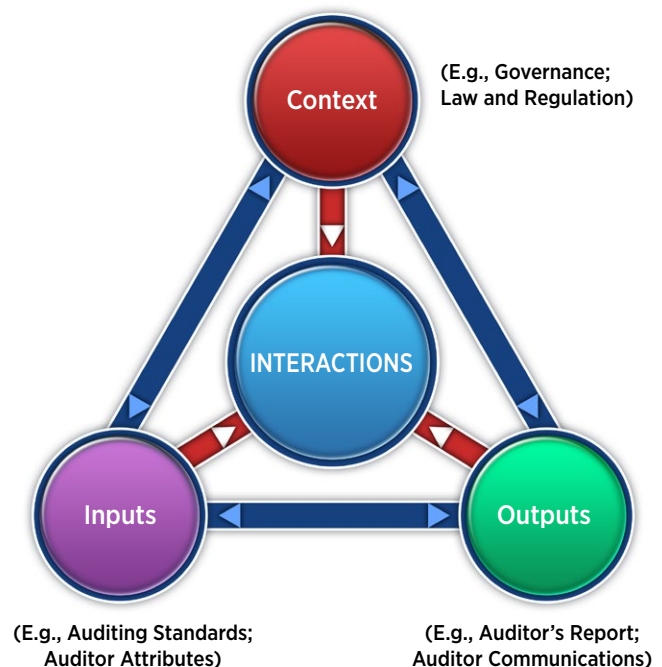 Context
(E.g., Governance;
Law and Regulation)
INTERACTIONS
Inputs
Outputs
(E.g., Auditing Standards;
Auditor Attributes)
(E.g., Auditor’s Report;
Auditor Communications)